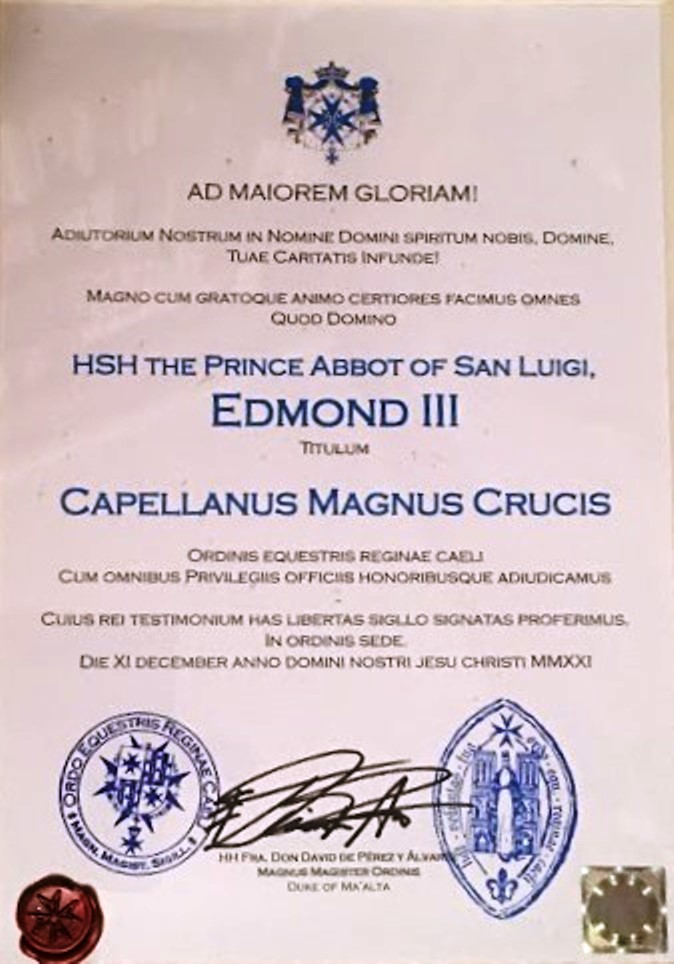 AD MAIOREM GLORIAM!
ADIUTORIUM NOSTRUM IN NOMINE DOMINI SPIRITUM NOBIS, DOMINE,
TUAE CARITATIS INFUNDE!
MAGNO CUM GRATOQUE ANIMO CERTIORES FACIMUS OMNES
QUOD DOMINO
HSH THE PRINCE ABBOT OF SAN LUIGI,
EDMOND III
TITULUM
CAPELLANUS MAGNUS CRUCIS
ORDINIS EQUESTRIS REGINAE CAELI
CUM OMNIBUS PRIVILEGIIS OFFICIIS HONORIBUSQUE ADIUDICAMUS
-
CUIUS REI TESTIMONIUM HAS LIBERTAS SIGLLO SIGNATAS PROFERIMUS.
IN ORDINIS SEDE.
DIE XI DECEMBER ANNO DOMINI NOSTRI JESU CHRISTI MMXXI
ORDO EQUESTRIS REGINAE
MAGN. MAGIST. SIGILL.
HH FRA. DON DAVID DE PÉREZ Y
MAGNUS MAGISTER ORDINIS
DUKE OF MA'ALTA